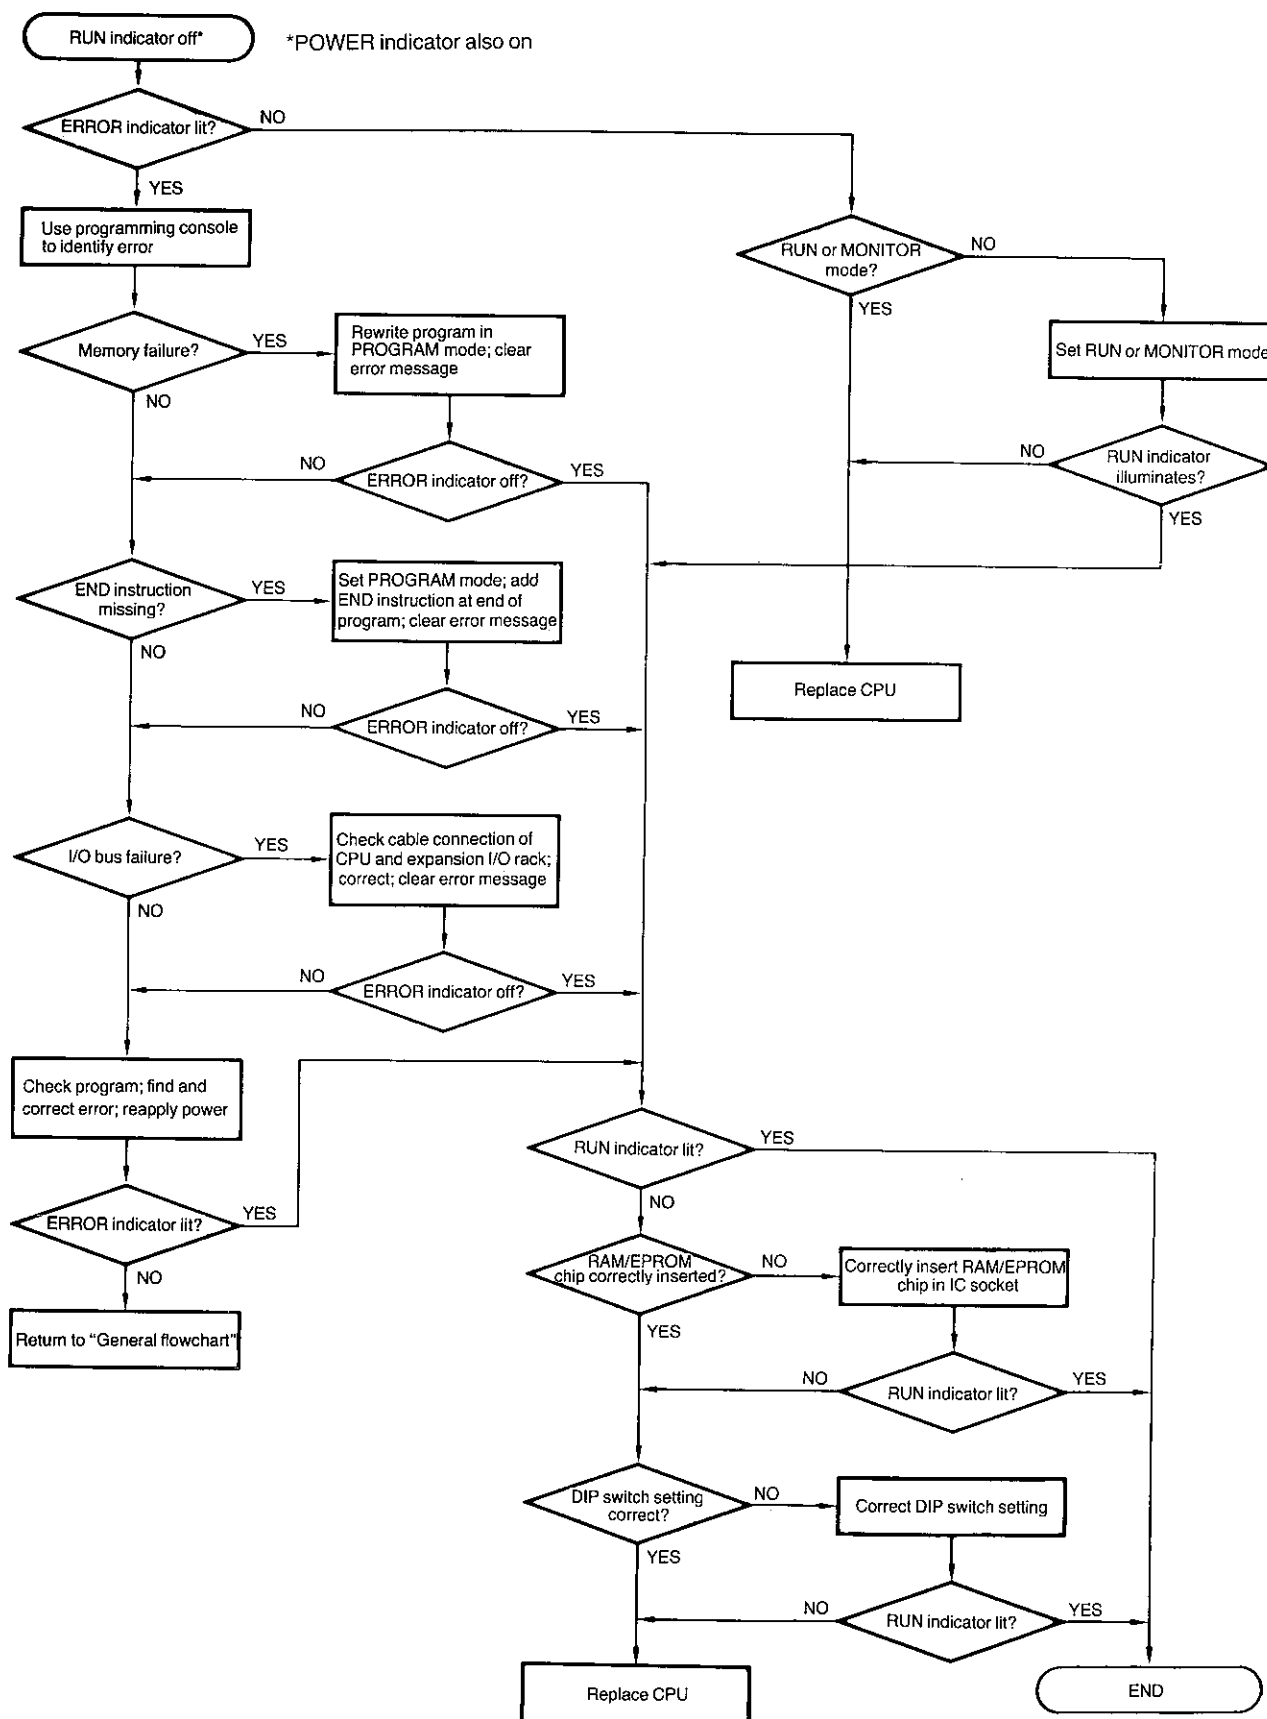 RUN indicator off*
*POWER indicator also on
ERROR indicator lit?
NO
YES
Use programming console
to identify error
RUN or MONITOR
mode?
NO
YES
Set RUN or MONITOR mode
RUN indicator
illuminates?
NO
YES
Memory failure?
YES
NO
Rewrite program in
PROGRAM mode; clear
error message
ERROR indicator off?
NO
YES
END instruction
missing?
YES
NO
Set PROGRAM mode; add
END instruction at end of
program; clear error message
ERROR indicator off?
NO
YES
Replace CPU
I/O bus failure?
YES
NO
Check cable connection of
CPU and expansion I/O rack;
correct; clear error message
ERROR indicator off?
NO
YES
Check program; find and
correct error; reapply power
ERROR indicator lit?
YES
NO
Return to "General flowchart"
RUN indicator lit?
YES
NO
RAM/EPROM
chip correctly inserted?
NO
YES
Correctly insert RAM/EPROM
chip in IC socket
RUN indicator lit?
NO
YES
DIP switch setting
correct?
NO
YES
Correct DIP switch setting
RUN indicator lit?
NO
YES
Replace CPU
END